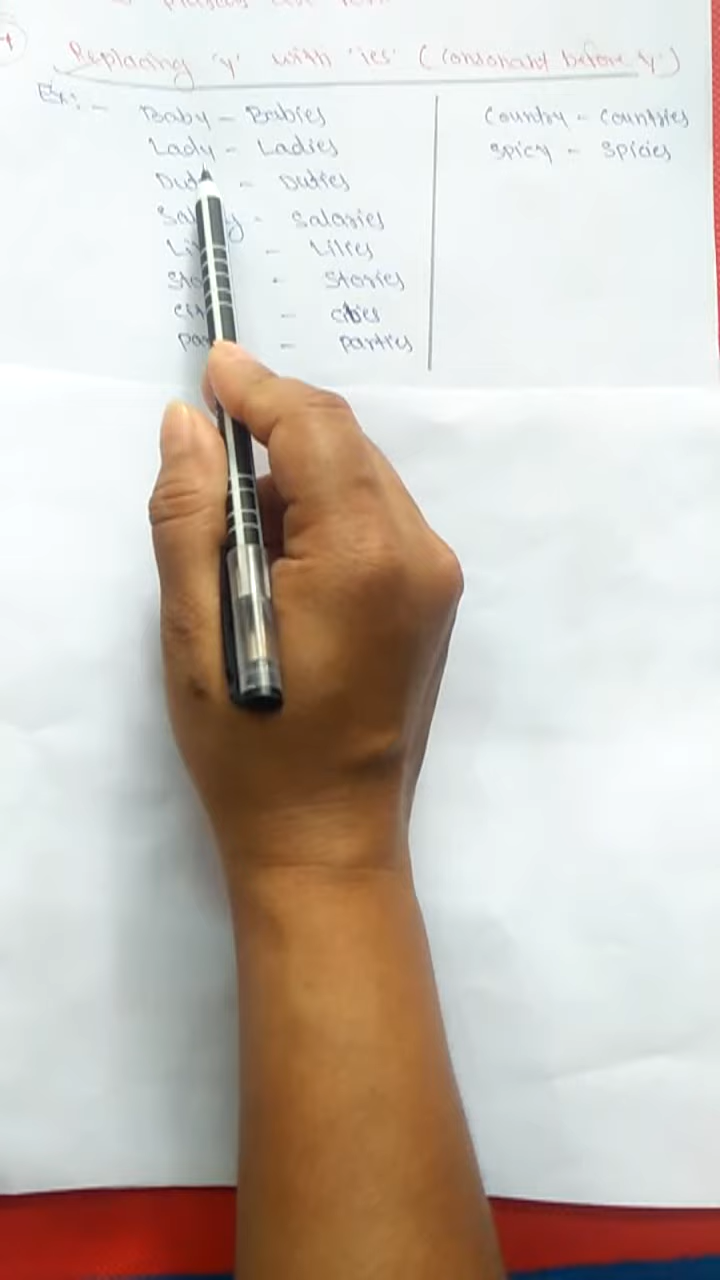 Replacing 'y' with 'ies' (consonant before 'y')
Ex:- Baby - Babies
Lady - Ladies
- Duties
- Salaries
- Lilies
- Stories
- cities
- parties
Country - Countries
Spicy - Spicies